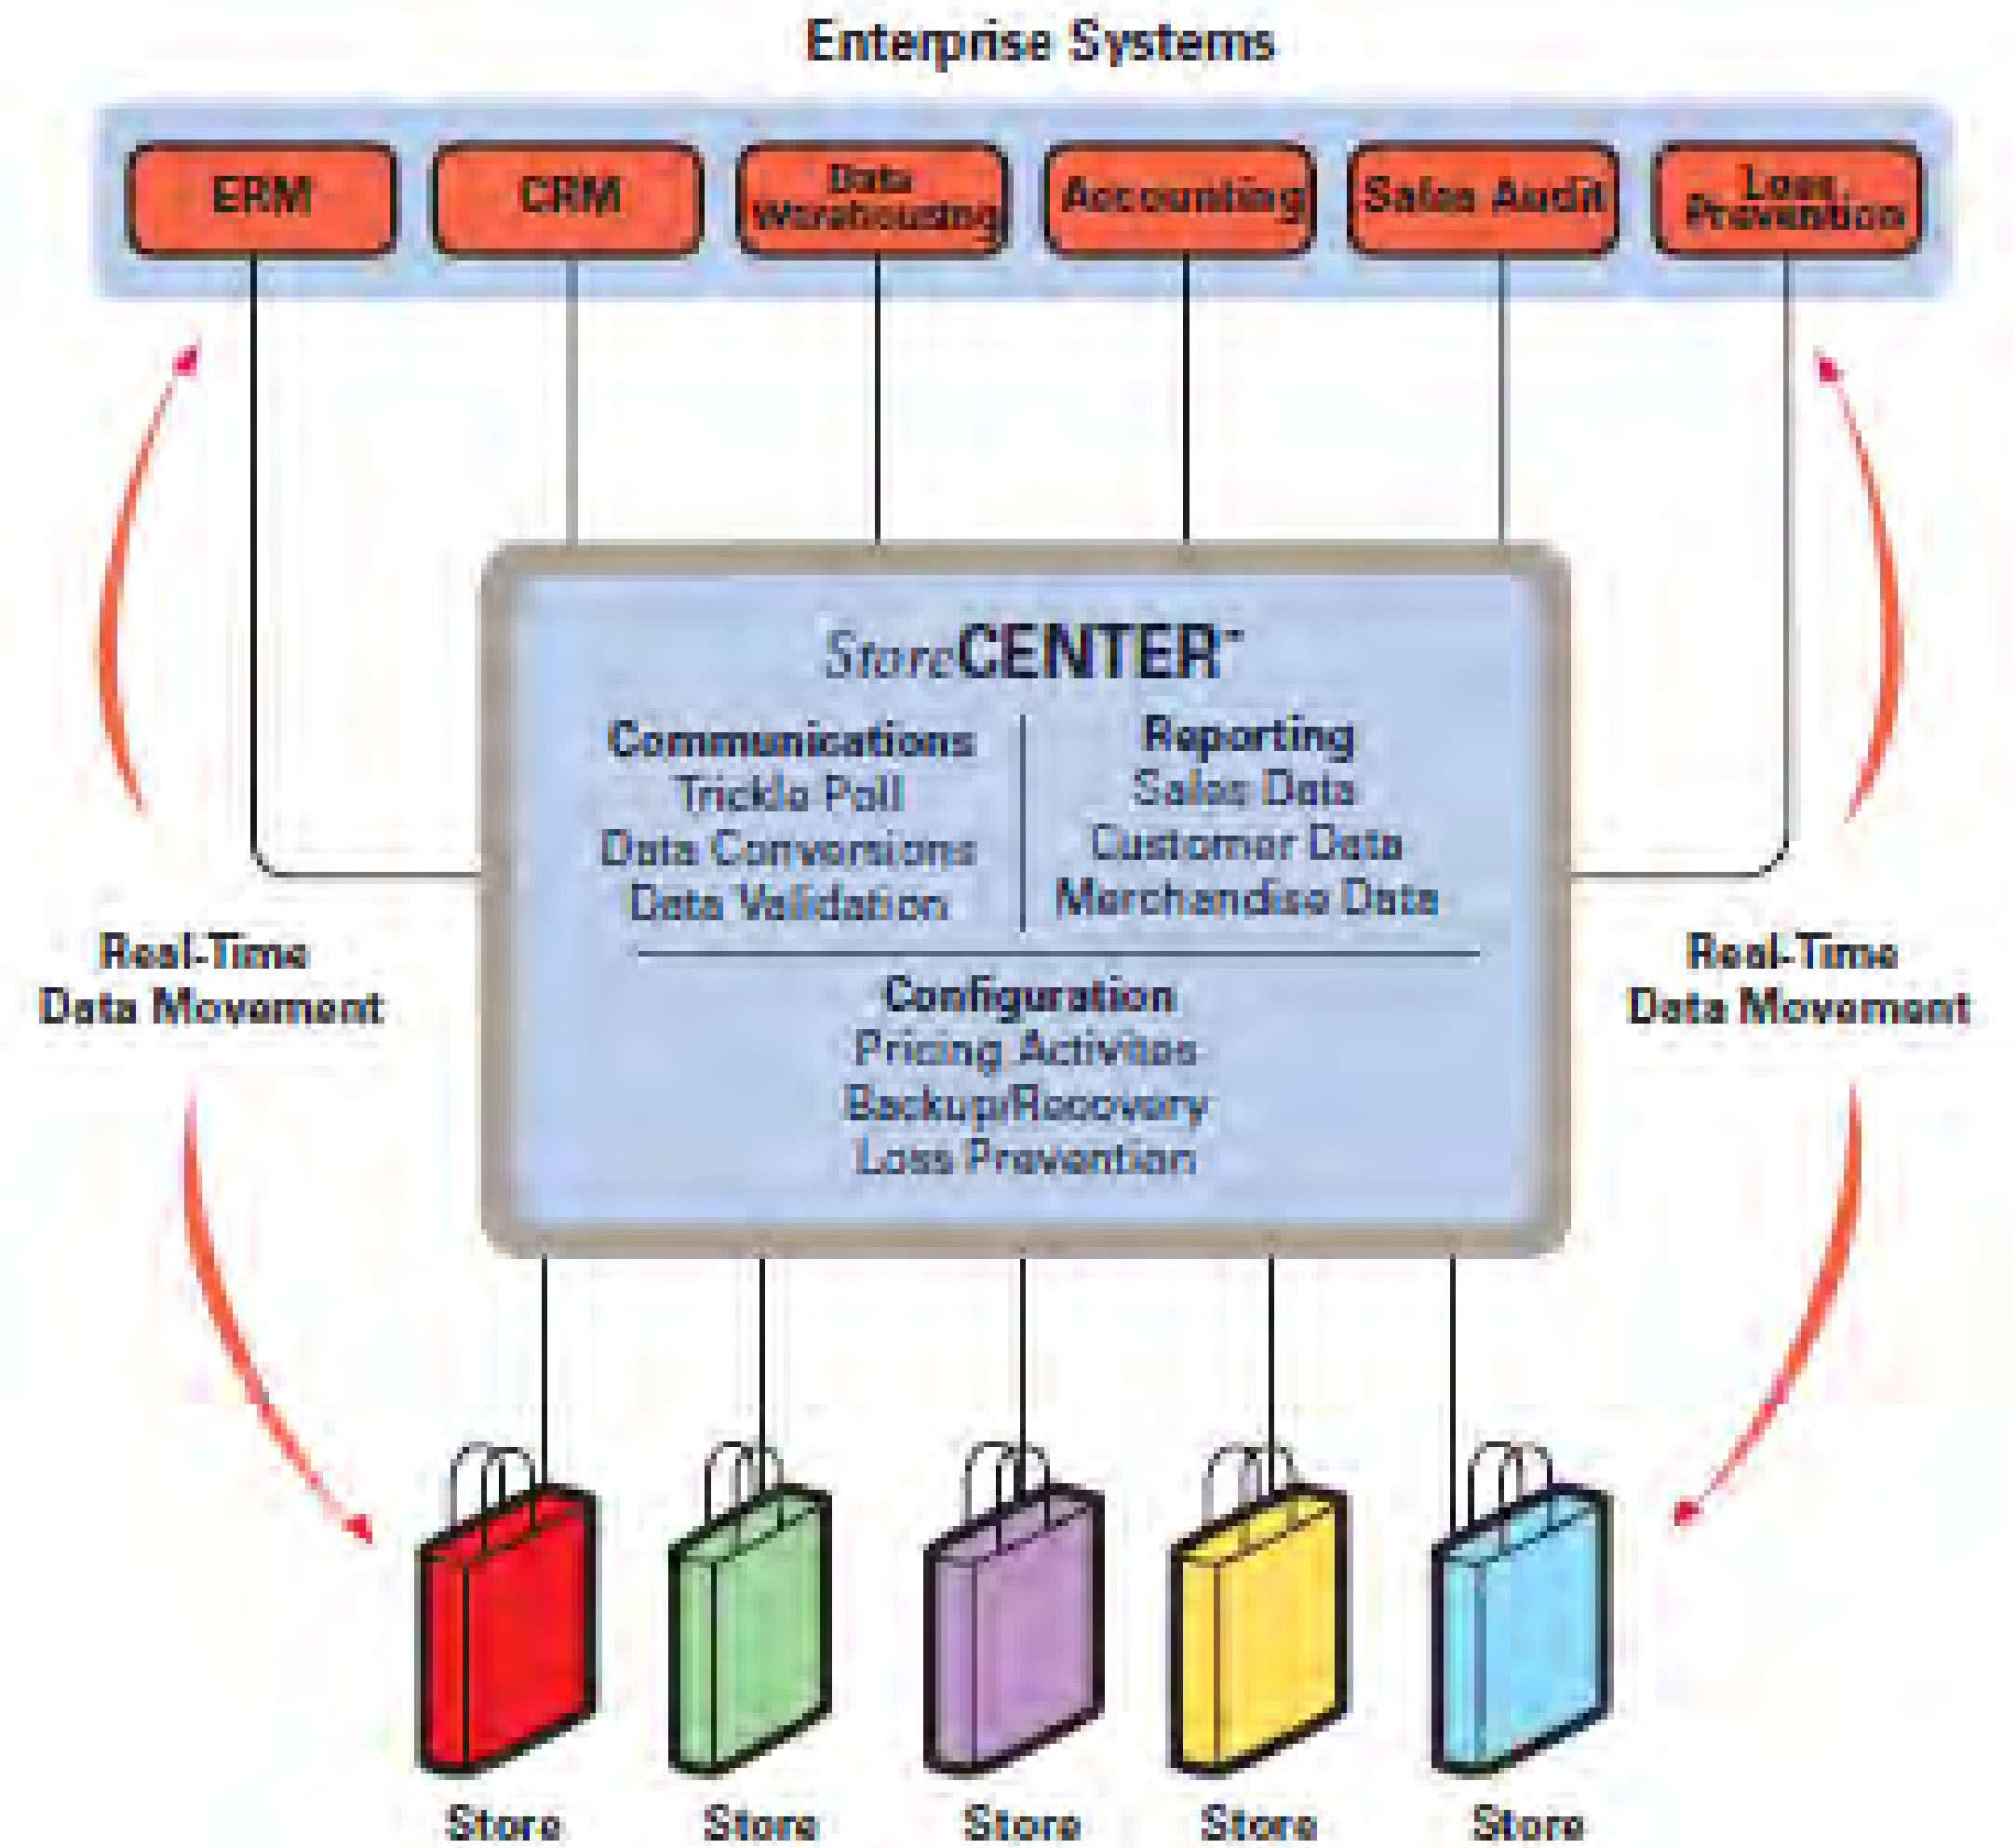 Enterprise Systems
ERM
CRM
Data
Warehousing
Accounting
Sales Audit
Loss
Prevention
StoreCENTER™
Communications
Trickle Poll
Data Conversions
Data Validation
Reporting
Sales Data
Customer Data
Merchandise Data
Configuration
Pricing Activites
Backup/Recovery
Loss Prevention
Real-Time
Data Movement
Real-Time
Data Movement
Store
Store
Store
Store
Store